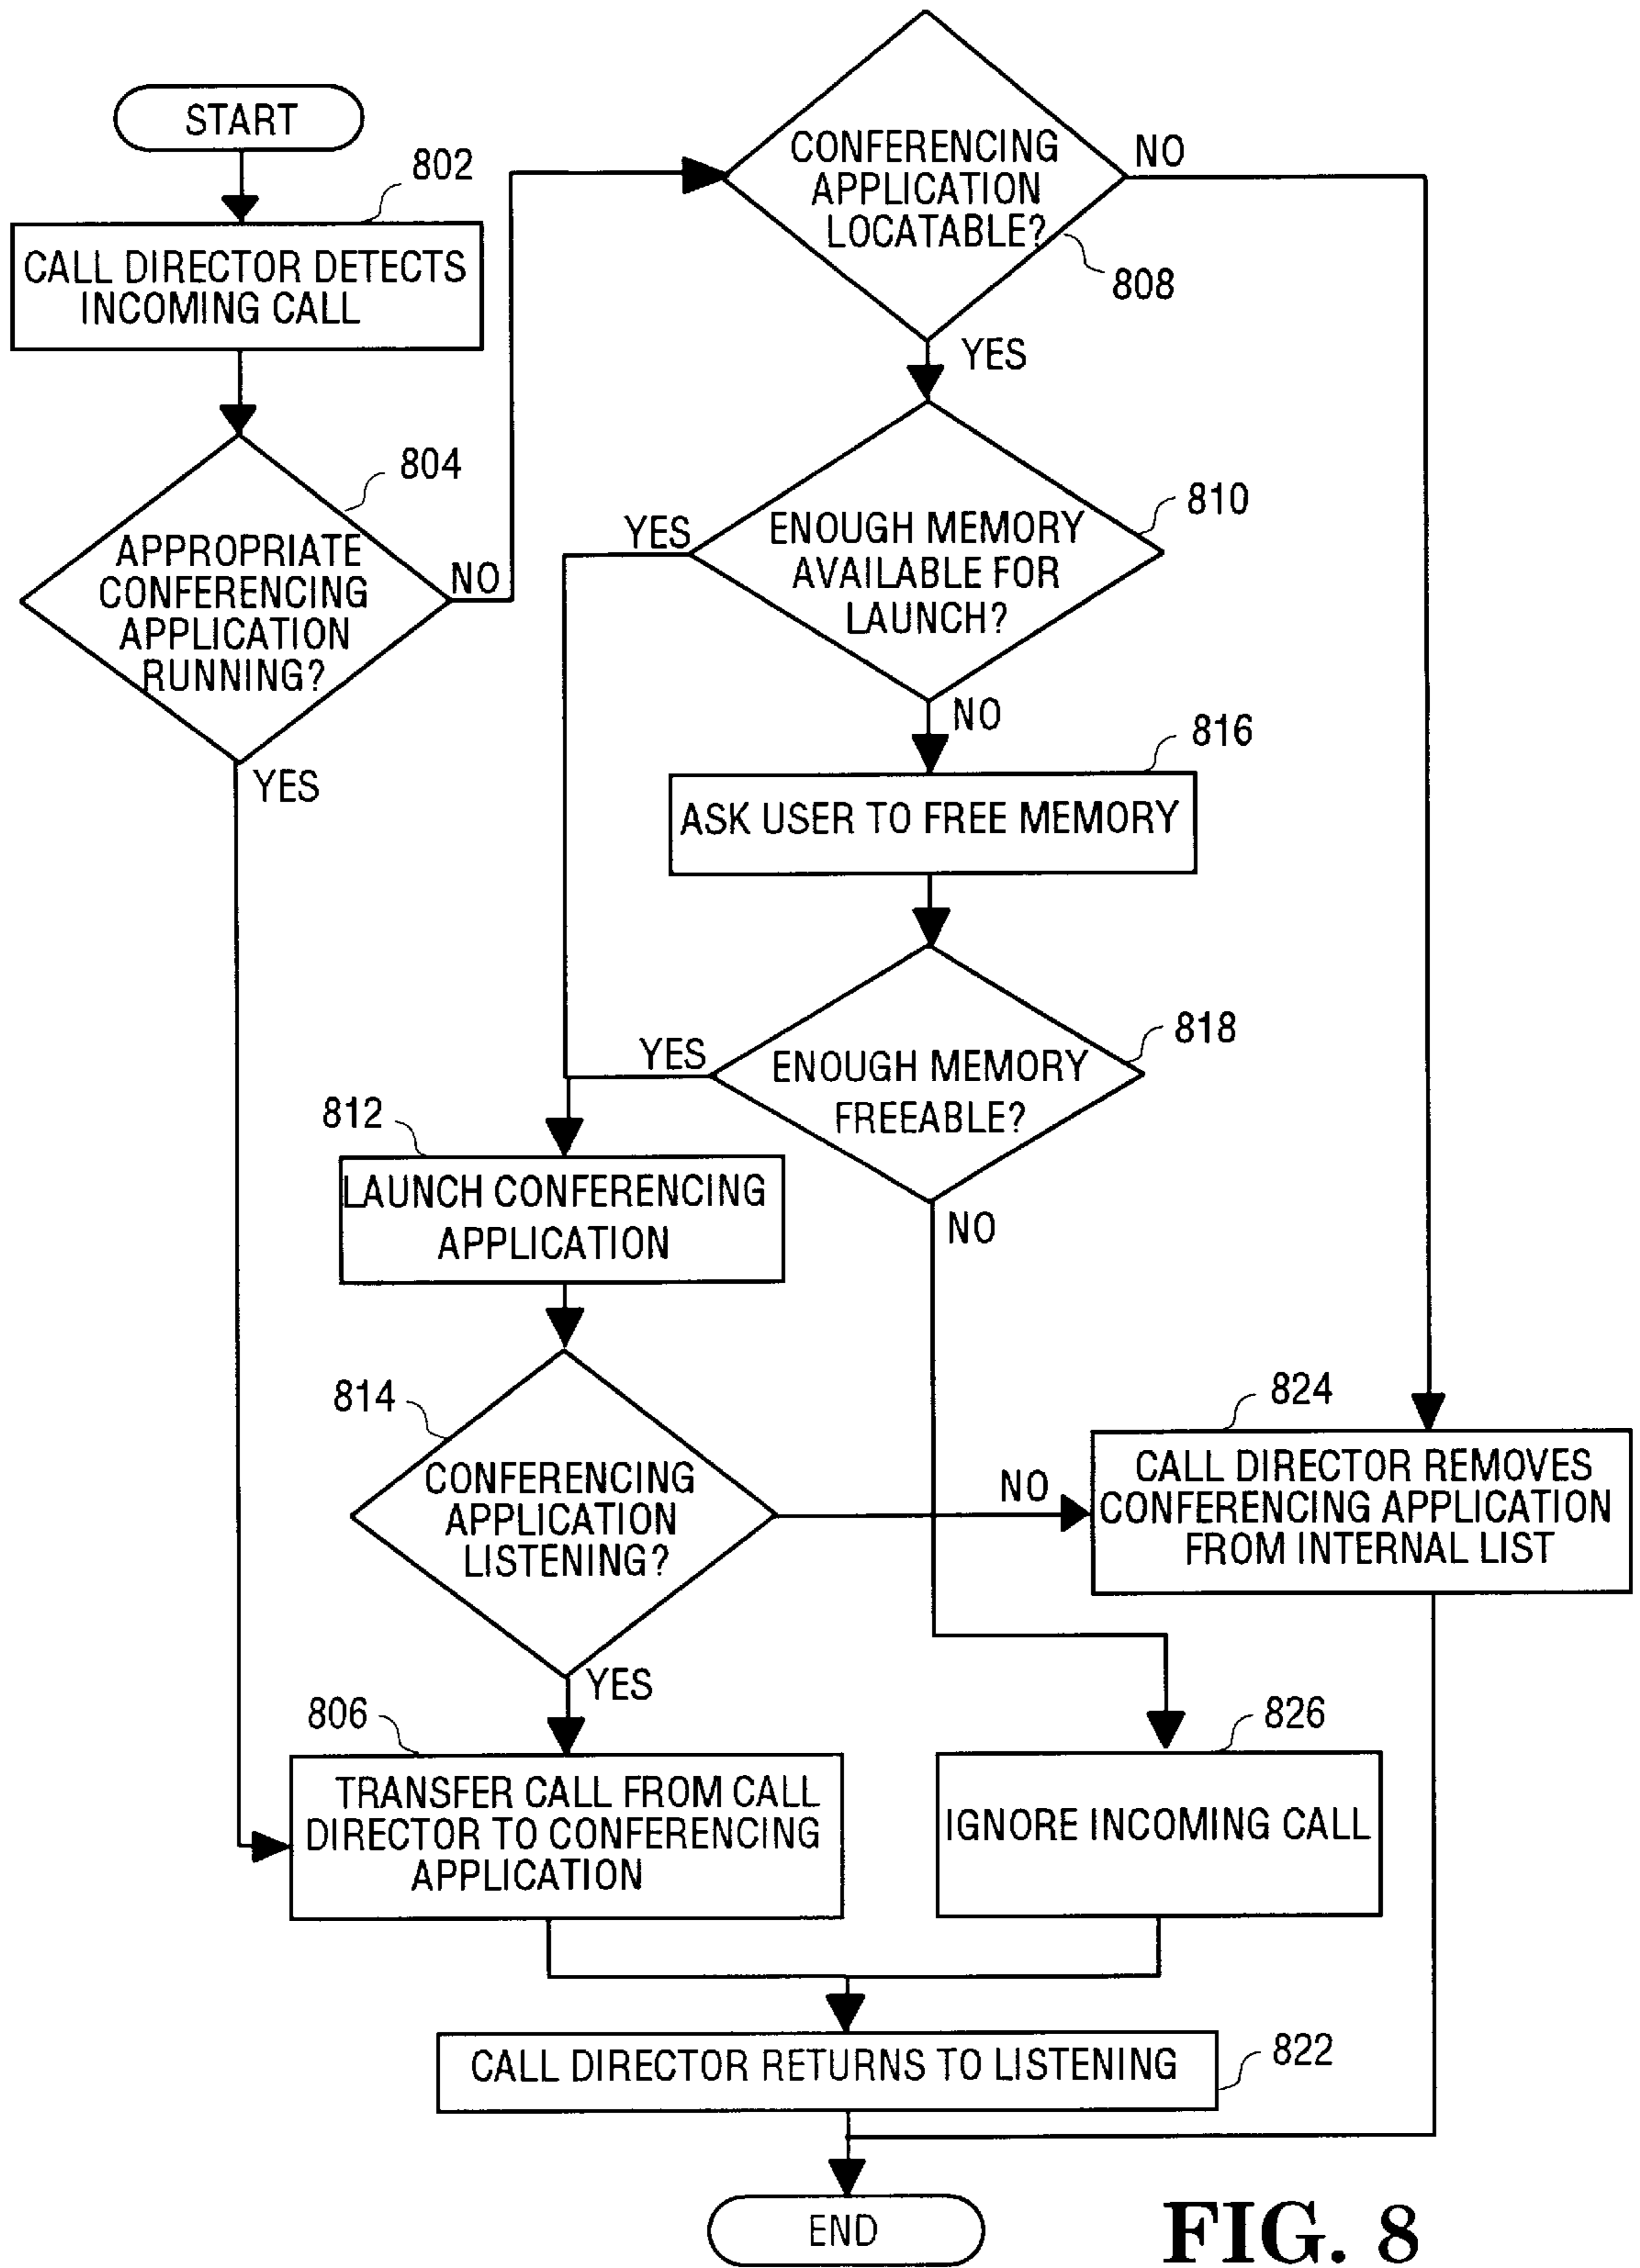 START
802
CALL DIRECTOR DETECTS
INCOMING CALL
804
APPROPRIATE
CONFERENCING
APPLICATION
RUNNING?
NO
YES
CONFERENCING
APPLICATION
LOCATABLE?
NO
808
YES
810
ENOUGH MEMORY
AVAILABLE FOR
LAUNCH?
YES
NO
816
ASK USER TO FREE MEMORY
818
ENOUGH MEMORY
FREEABLE?
YES
NO
812
LAUNCH CONFERENCING
APPLICATION
814
CONFERENCING
APPLICATION
LISTENING?
NO
YES
824
CALL DIRECTOR REMOVES
CONFERENCING APPLICATION
FROM INTERNAL LIST
806
TRANSFER CALL FROM CALL
DIRECTOR TO CONFERENCING
APPLICATION
826
IGNORE INCOMING CALL
CALL DIRECTOR RETURNS TO LISTENING
822
END
FIG. 8